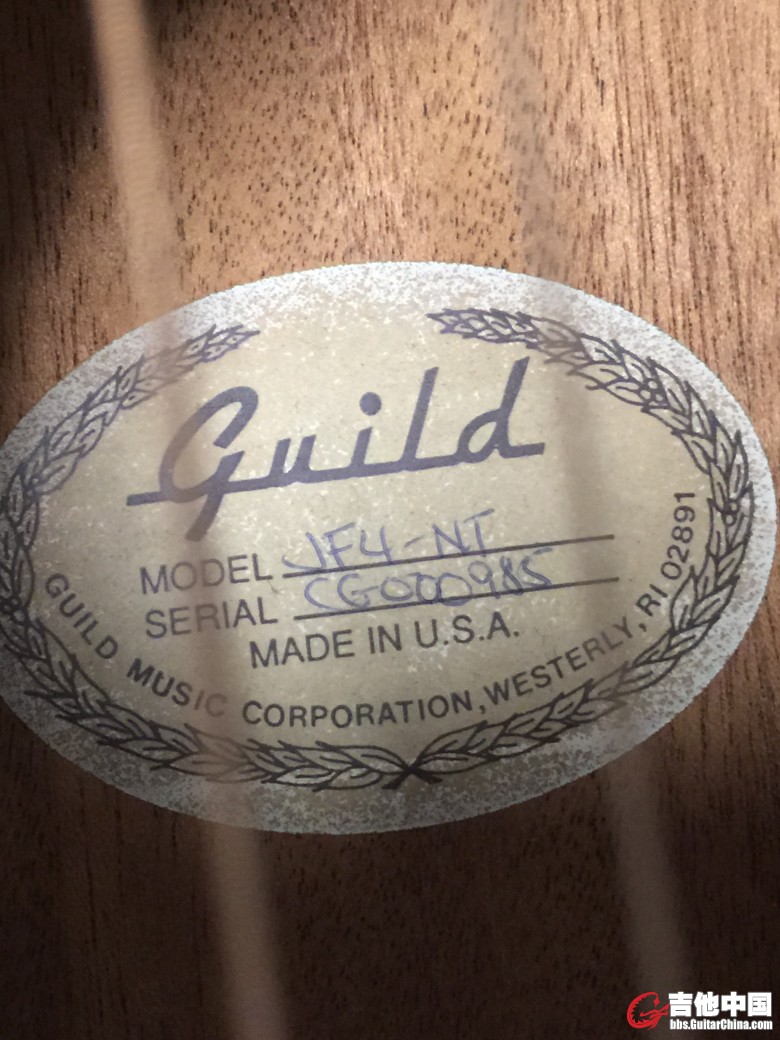 Guild
MODEL JF4-NT
SERIAL CG000985
MADE IN U.S.A.
GUILD MUSIC CORPORATION, WESTERLY, RI 02891
吉他中国
bbs.GuitarChina.com